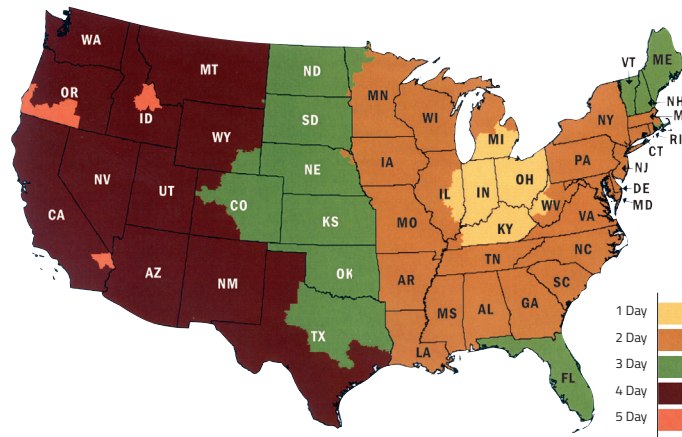 WA
MT
ND
MN
VT
ME
OR
ID
SD
WI
MI
NY
NH
M
RI
CT
WY
NE
IA
IL
IN
OH
PA
NJ
DE
MD
NV
UT
CO
KS
MO
KY
WV
VA
CA
AZ
NM
OK
AR
TN
NC
SC
TX
LA
MS
AL
GA
FL
1 Day
2 Day
3 Day
4 Day
5 Day